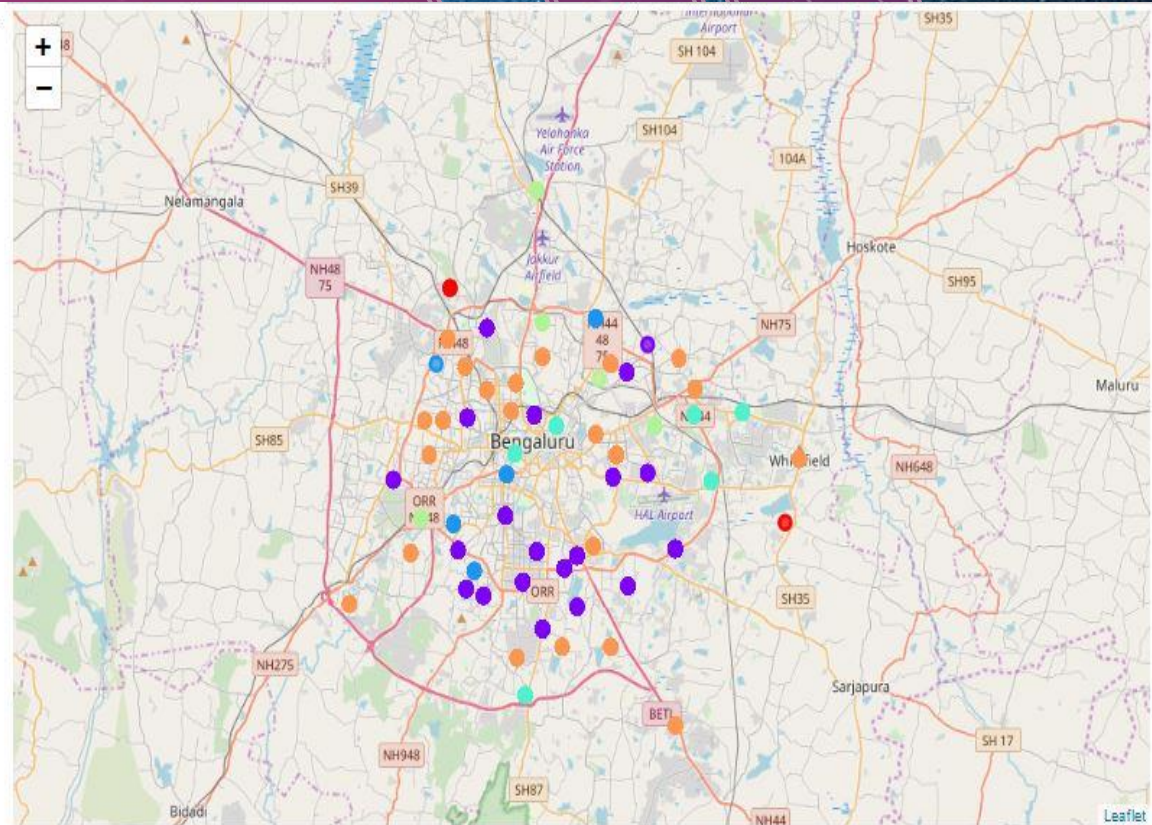 International
Airport
SH35
+
48
SH 104
−
Yelahanka
Air Force
Station
SH104
104A
SH39
Nelamangala
Jakkur
Airfield
Hoskote
NH48
75
SH95
NH75
48
Maluru
Bengaluru
SH85
Whitefield
NH648
ORR
HAL Airport
ORR
SH35
NH275
Sarjapura
BETL
SH 17
NH948
SH87
Bidadi
NH44
Leaflet